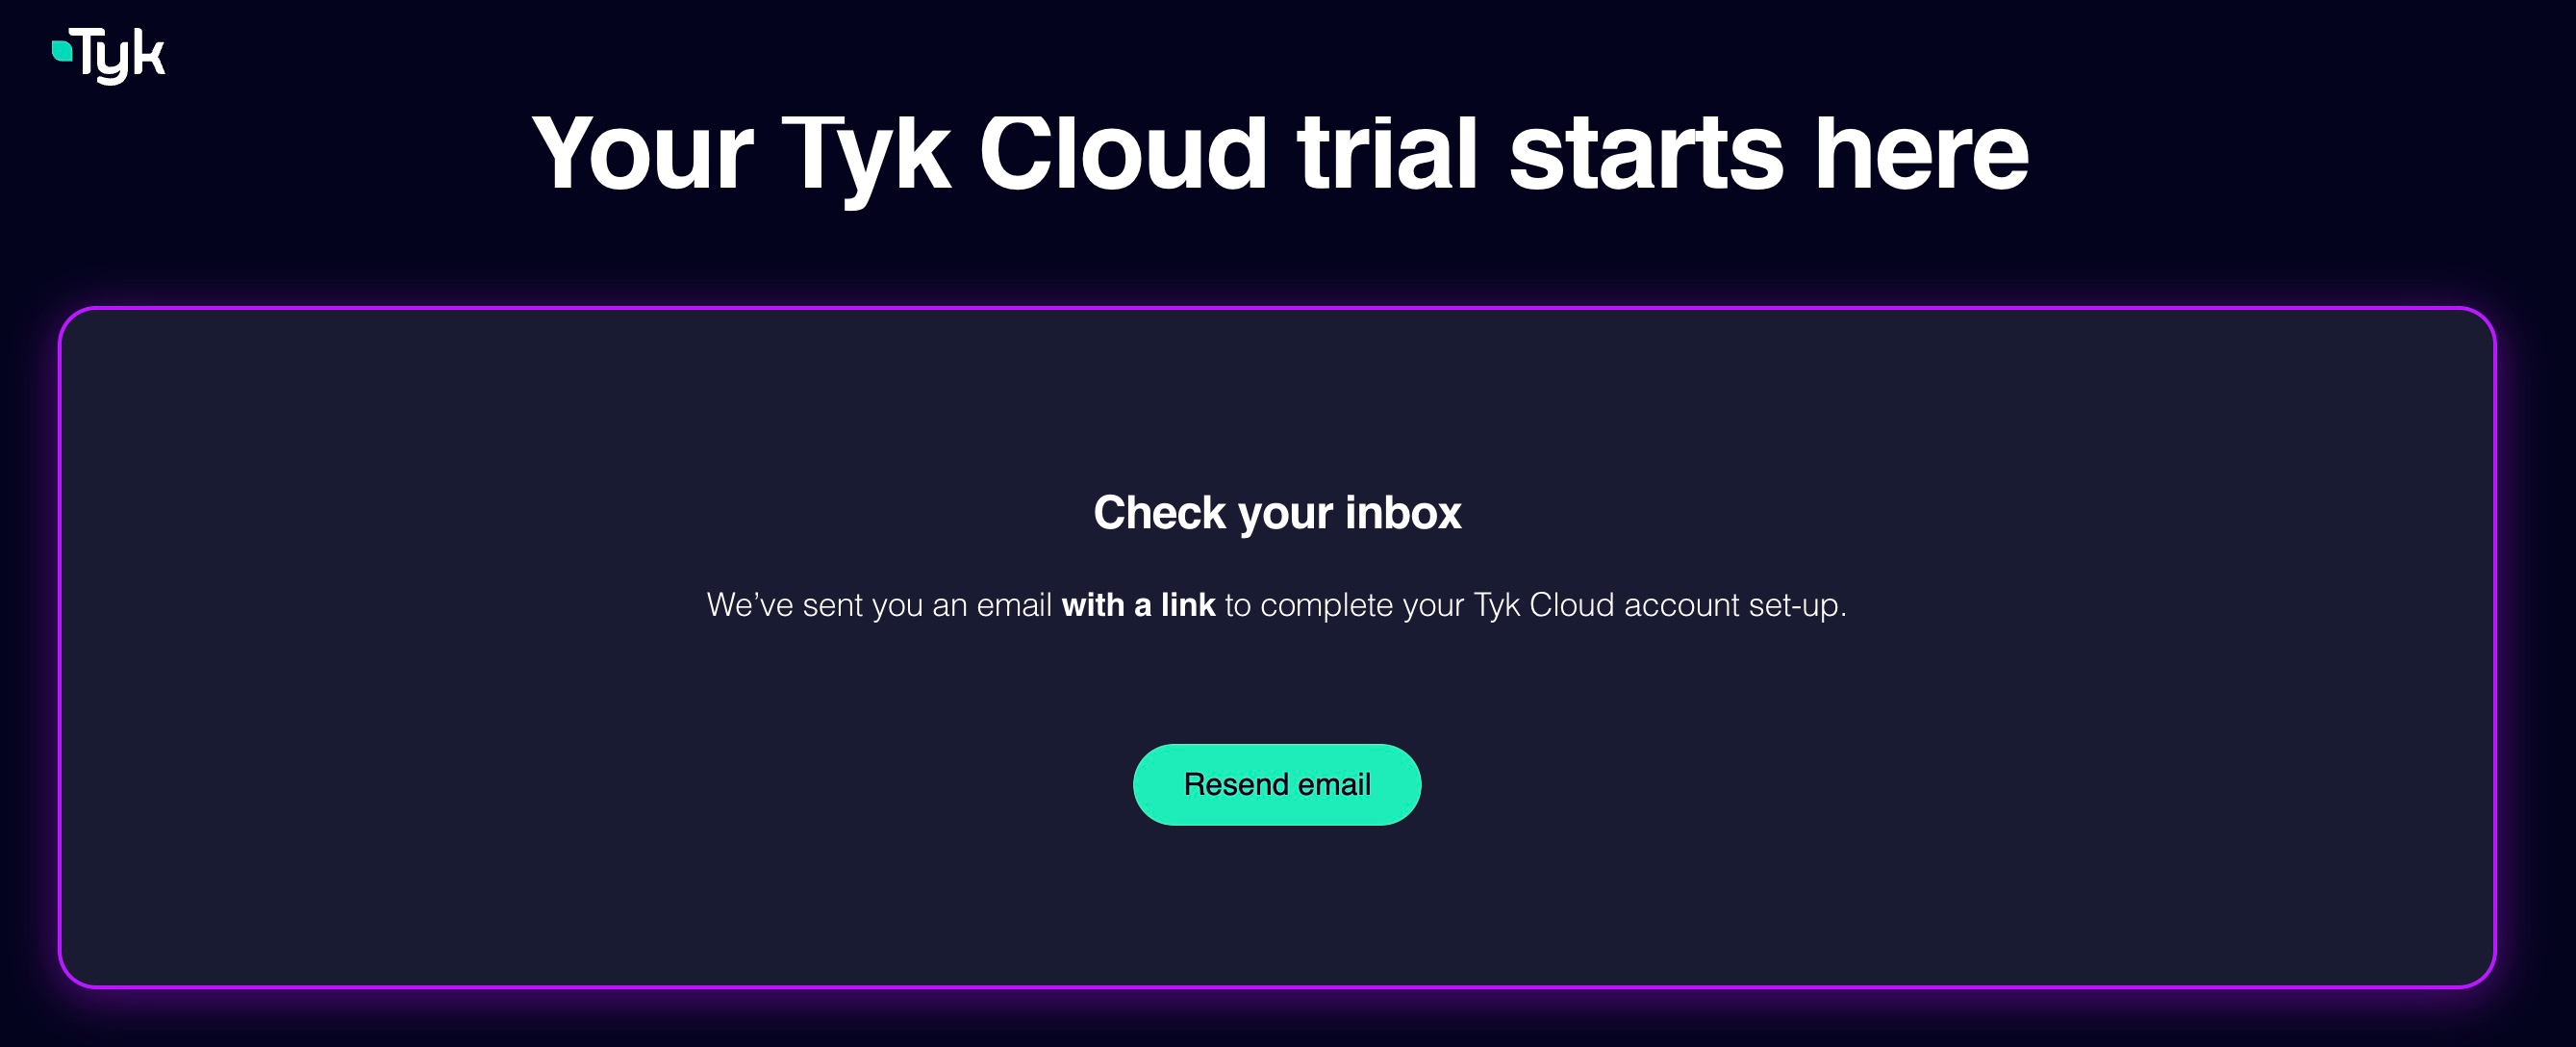 Tyk
Your Tyk Cloud trial starts here
Check your inbox
We’ve sent you an email with a link to complete your Tyk Cloud account set-up.
Resend email